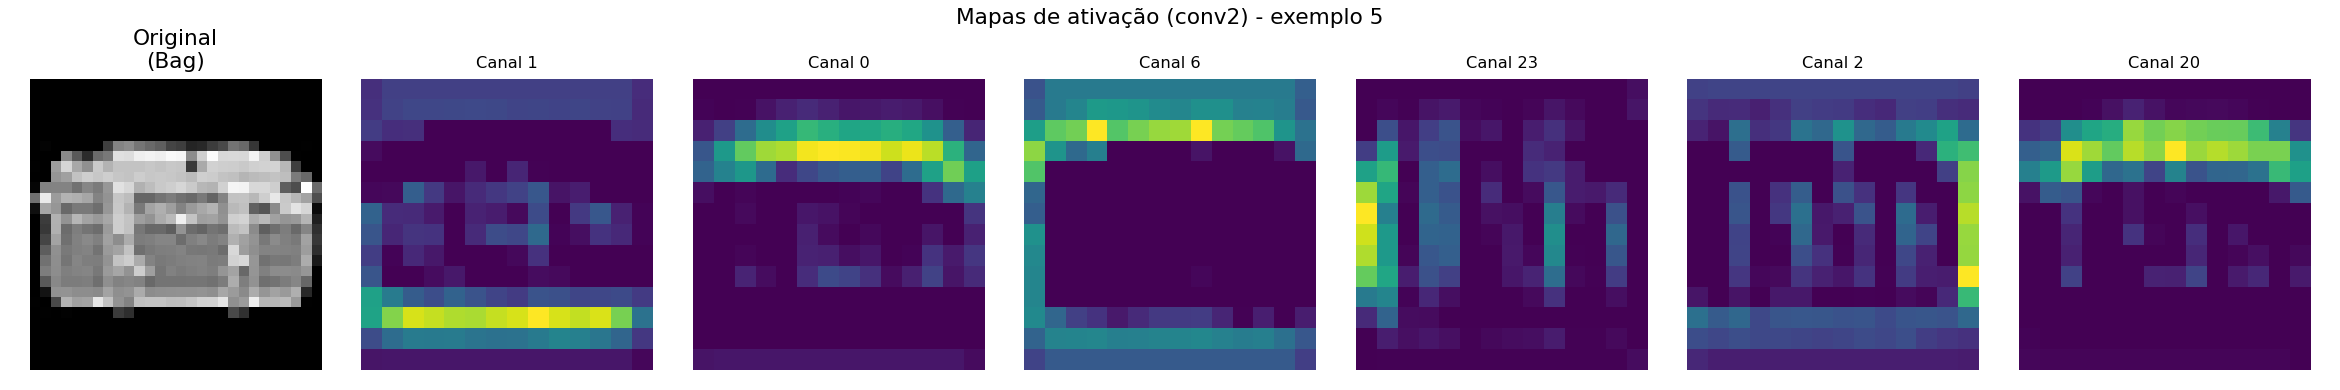 Mapas de ativação (conv2) - exemplo 5
Original
(Bag)
Canal 1
Canal 0
Canal 6
Canal 23
Canal 2
Canal 20